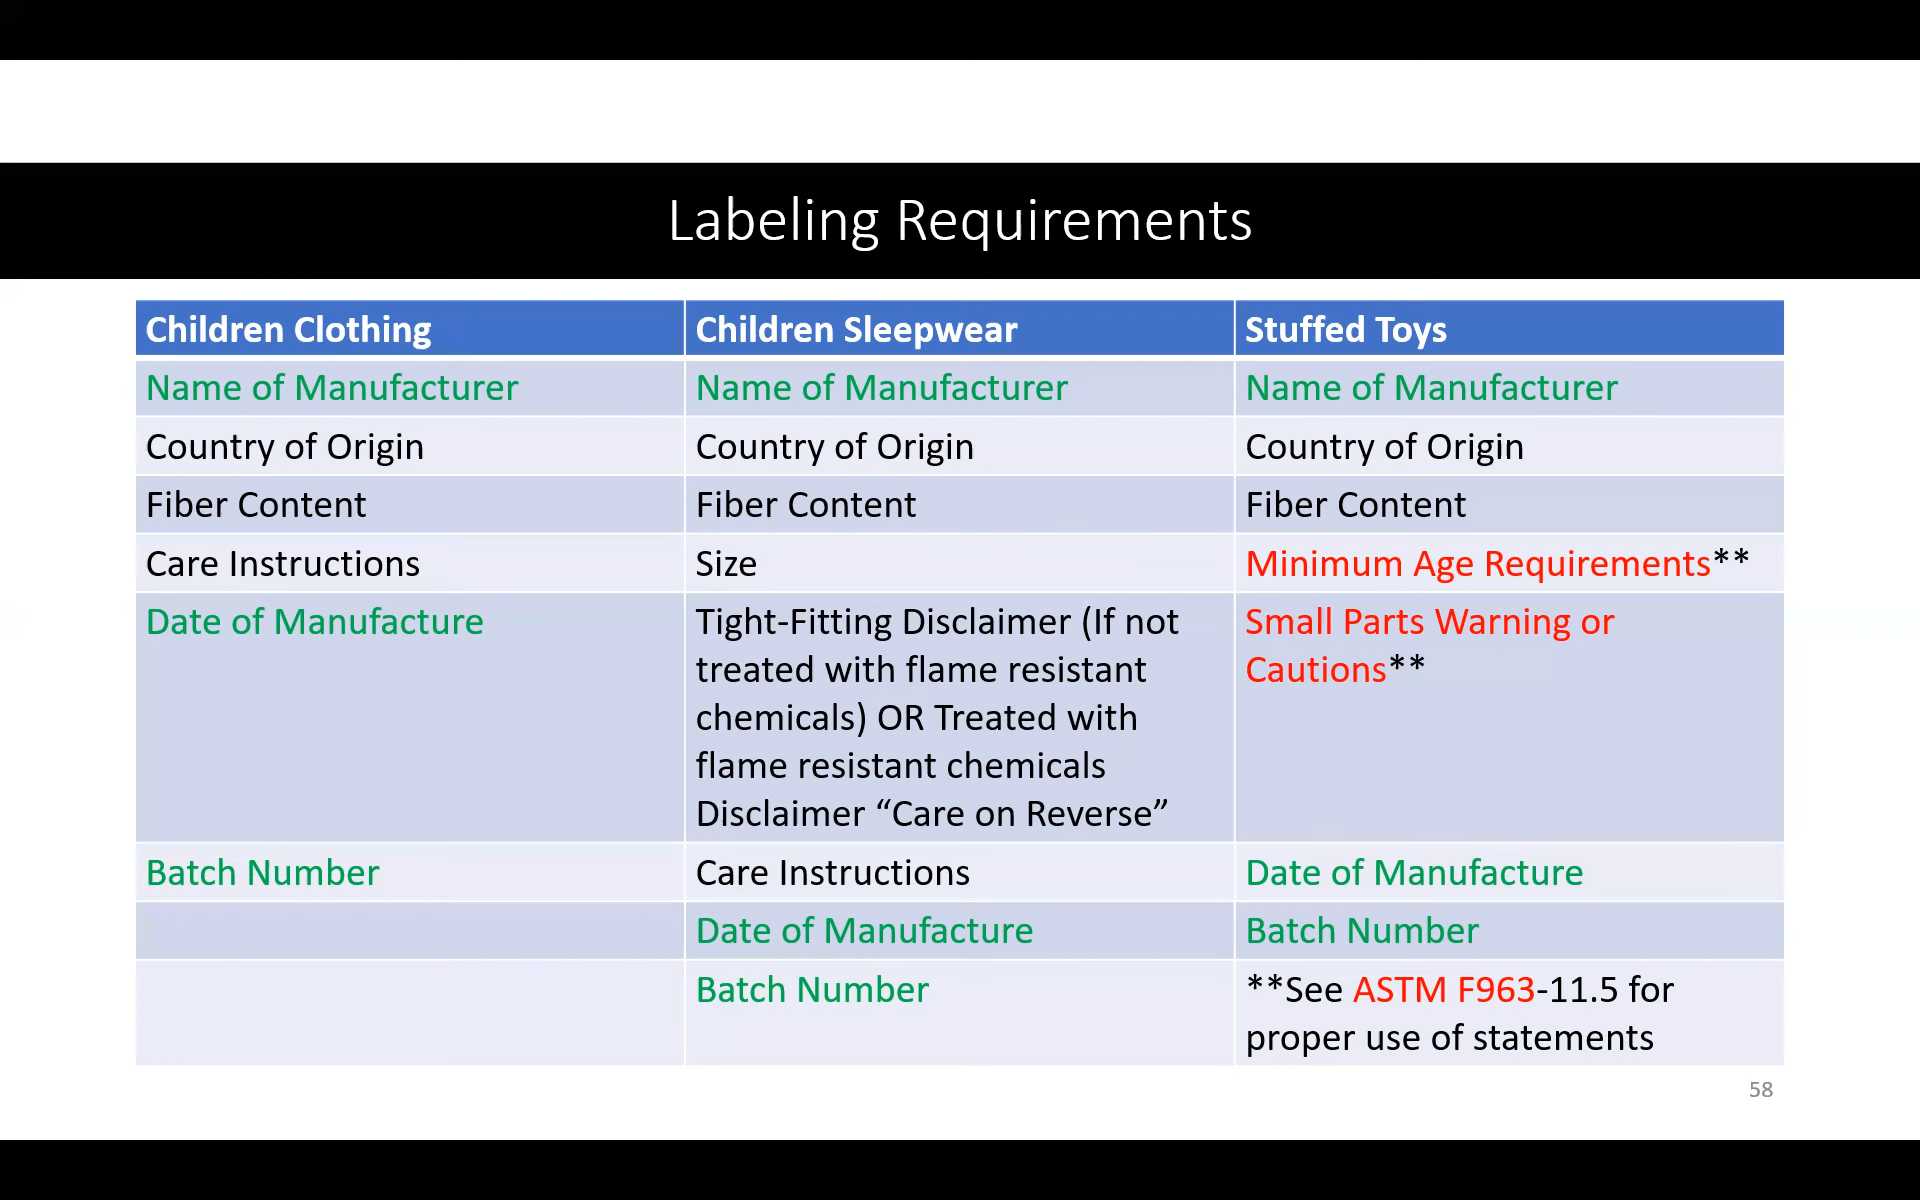 Labeling Requirements
Children Clothing
Children Sleepwear
Stuffed Toys
Name of Manufacturer
Name of Manufacturer
Name of Manufacturer
Country of Origin
Country of Origin
Country of Origin
Fiber Content
Fiber Content
Fiber Content
Care Instructions
Size
Minimum Age Requirements**
Date of Manufacture
Tight-Fitting Disclaimer (If not
treated with flame resistant
chemicals) OR Treated with
flame resistant chemicals
Disclaimer “Care on Reverse”
Small Parts Warning or
Cautions**
Batch Number
Care Instructions
Date of Manufacture
Date of Manufacture
Batch Number
Batch Number
**See ASTM F963-11.5 for
proper use of statements
58